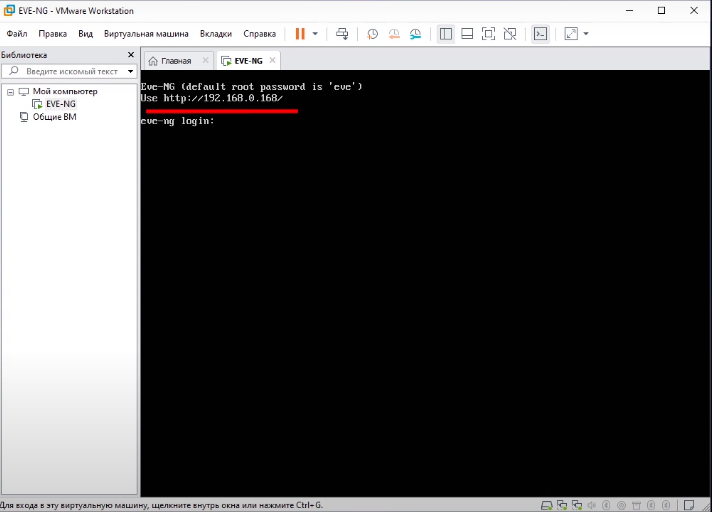 EVE-NG - VMware Workstation
Файл Правка Вид Виртуальная машина Вкладки Справка
Библиотека
Введите искомый текст
Мой компьютер
EVE-NG
Общие ВМ
Главная
EVE-NG
Eve-NG (default root password is 'eve')
Use http://192.168.0.168/
eve-ng login:
Для входа в эту виртуальную машину, щелкните внутрь окна или нажмите Ctrl+G.